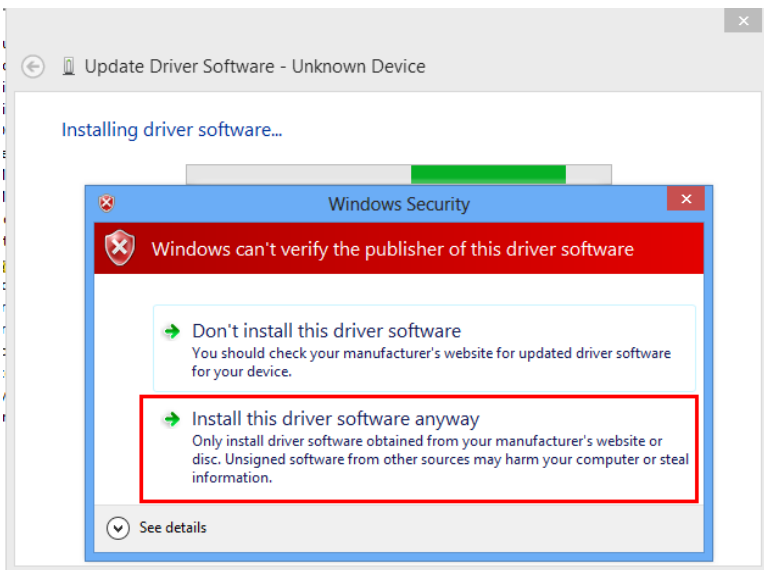 Update Driver Software - Unknown Device
Installing driver software...
Windows Security
Windows can't verify the publisher of this driver software
Don't install this driver software
You should check your manufacturer's website for updated driver software
for your device.
Install this driver software anyway
Only install driver software obtained from your manufacturer's website or
disc. Unsigned software from other sources may harm your computer or steal
information.
See details